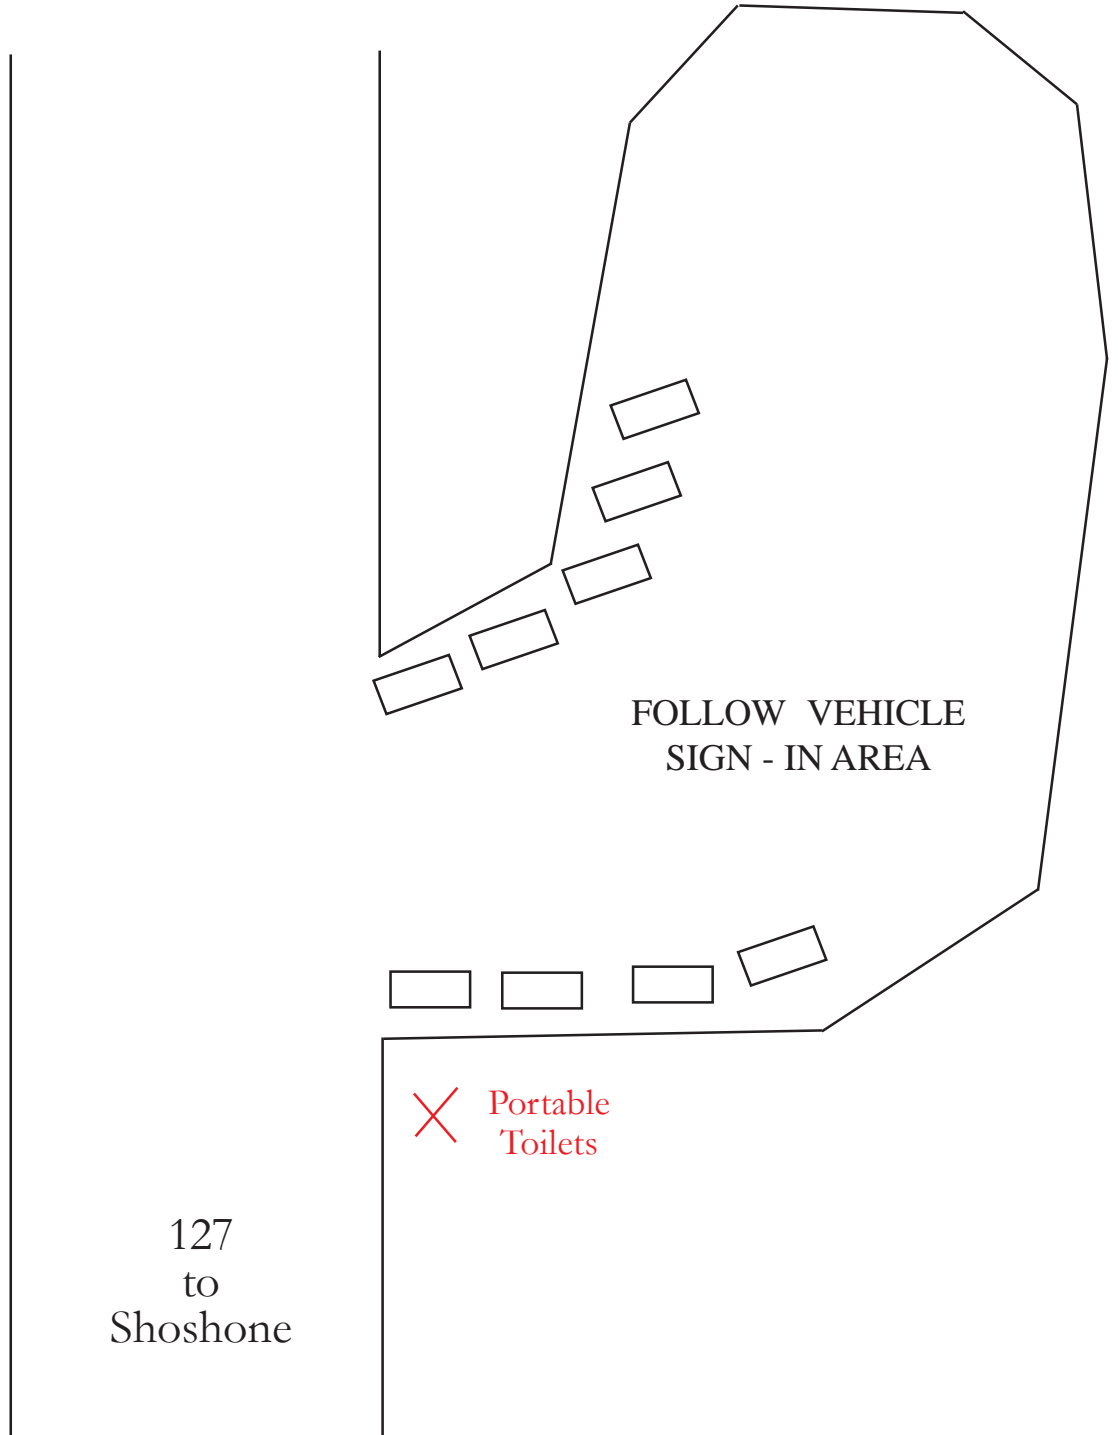 FOLLOW VEHICLE
SIGN - IN AREA
Portable
Toilets
127
to
Shoshone